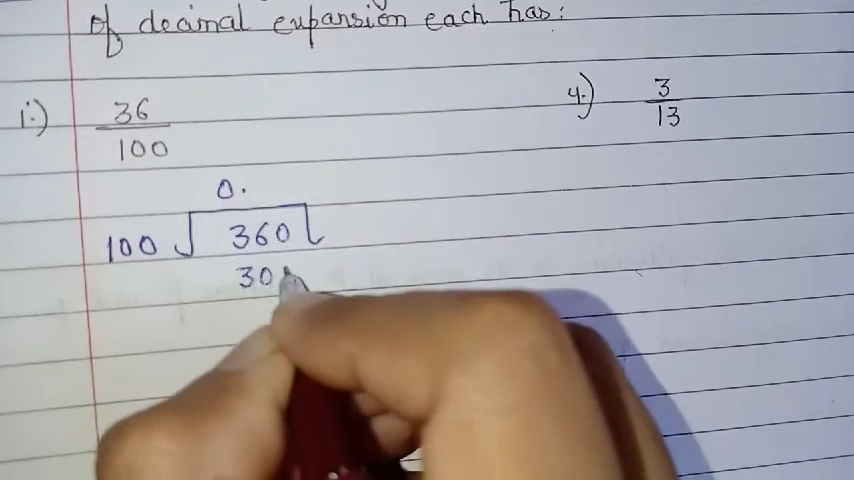 of decimal expansion each has:
i.) 36/100
4.) 3/13
0.
100 360
30